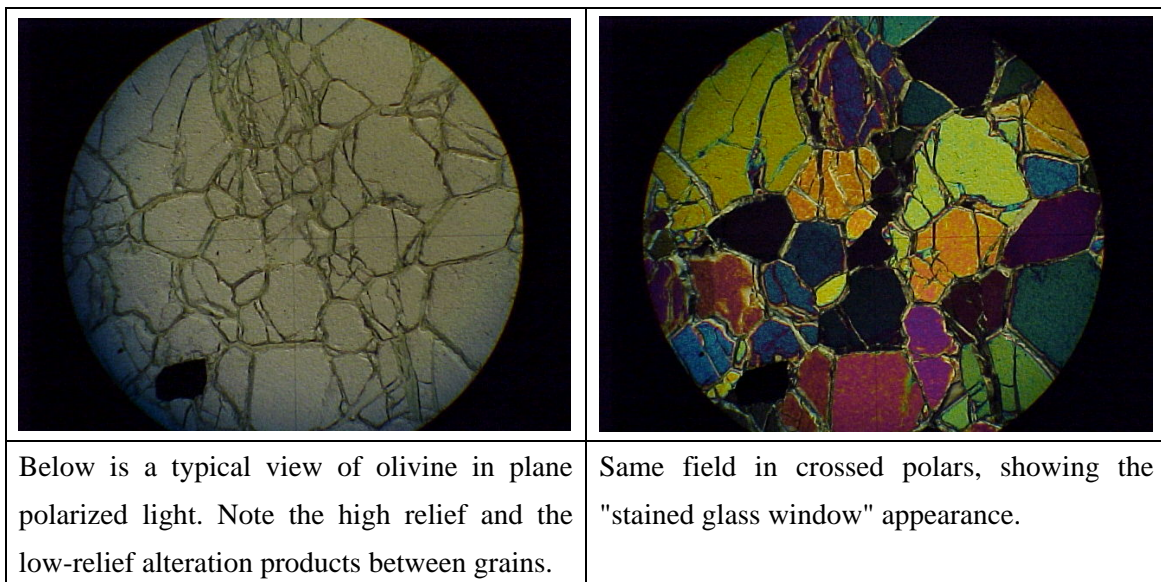 Below is a typical view of olivine in plane
polarized light. Note the high relief and the
low-relief alteration products between grains.
Same field in crossed polars, showing the
"stained glass window" appearance.